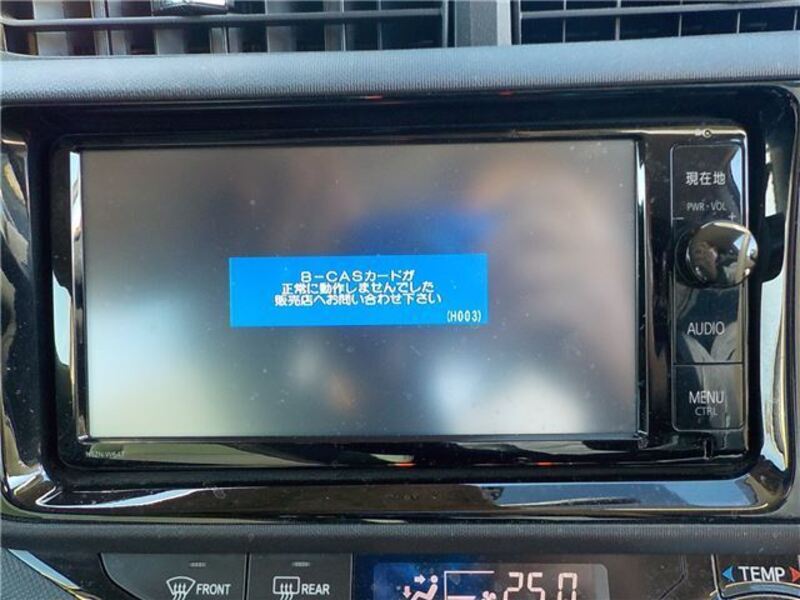 現在地
PWR・VOL
+
B-CASカードが
正常に動作しませんでした
販売店へお問い合わせ下さい
(H003)
AUDIO
MENU
CTRL
FRONT
REAR
25.0
TEMP